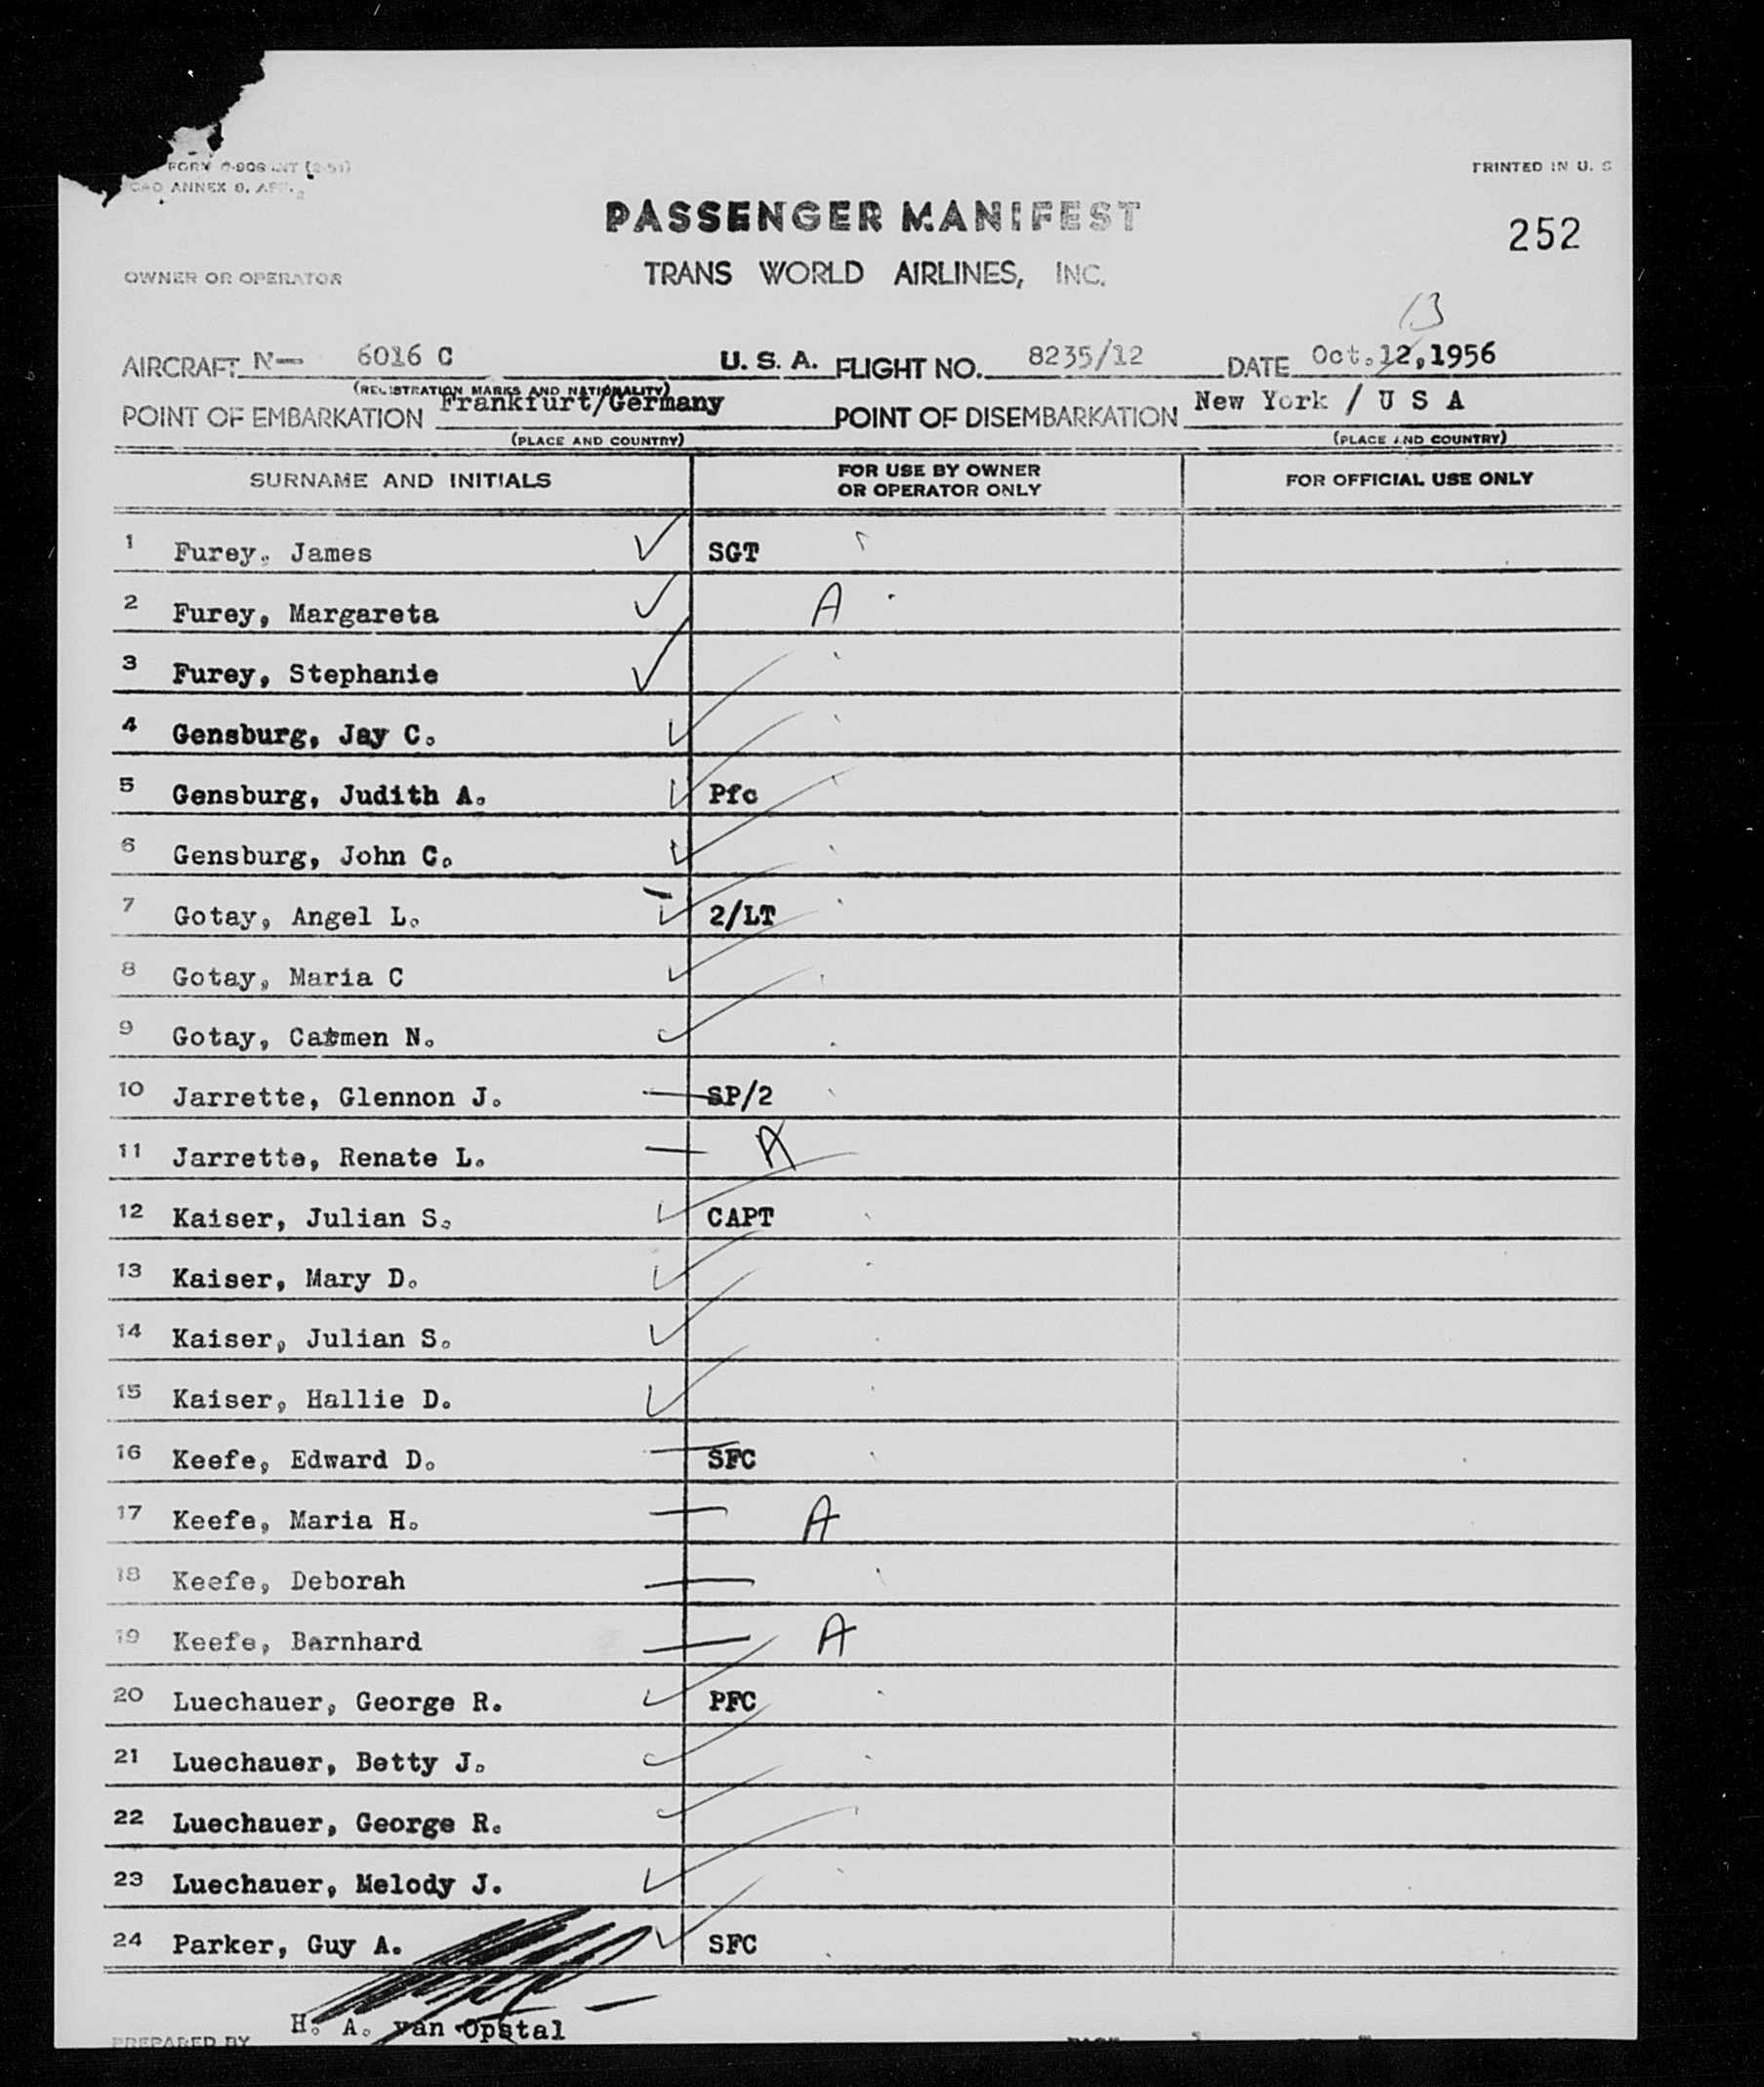 PRINTED IN U. S
PASSENGER MANIFEST
252
OWNER OR OPERATOR
TRANS WORLD AIRLINES, INC.
13
AIRCRAFT N— 6016 C U. S. A. FLIGHT NO. 8235/12 DATE Oct. 12, 1956
(REGISTRATION MARKS AND NATIONALITY)
POINT OF EMBARKATION Frankfurt/Germany POINT OF DISEMBARKATION New York / U S A
(PLACE AND COUNTRY) (PLACE AND COUNTRY)
SURNAME AND INITIALS FOR USE BY OWNER OR OPERATOR ONLY FOR OFFICIAL USE ONLY
1 Furey, James SGT
2 Furey, Margareta A
3 Furey, Stephanie
4 Gensburg, Jay C.
5 Gensburg, Judith A. Pfc
6 Gensburg, John C.
7 Gotay, Angel L. 2/LT
8 Gotay, Maria C
9 Gotay, Carmen N.
10 Jarrette, Glennon J. SP/2
11 Jarrette, Renate L. A
12 Kaiser, Julian S. CAPT
13 Kaiser, Mary D.
14 Kaiser, Julian S.
15 Kaiser, Hallie D.
16 Keefe, Edward D. SFC
17 Keefe, Maria H. A
18 Keefe, Deborah
19 Keefe, Barnhard A
20 Luechauer, George R. PFC
21 Luechauer, Betty J.
22 Luechauer, George R.
23 Luechauer, Melody J.
24 Parker, Guy A. SFC
H. A. van Opstal
PREPARED BY